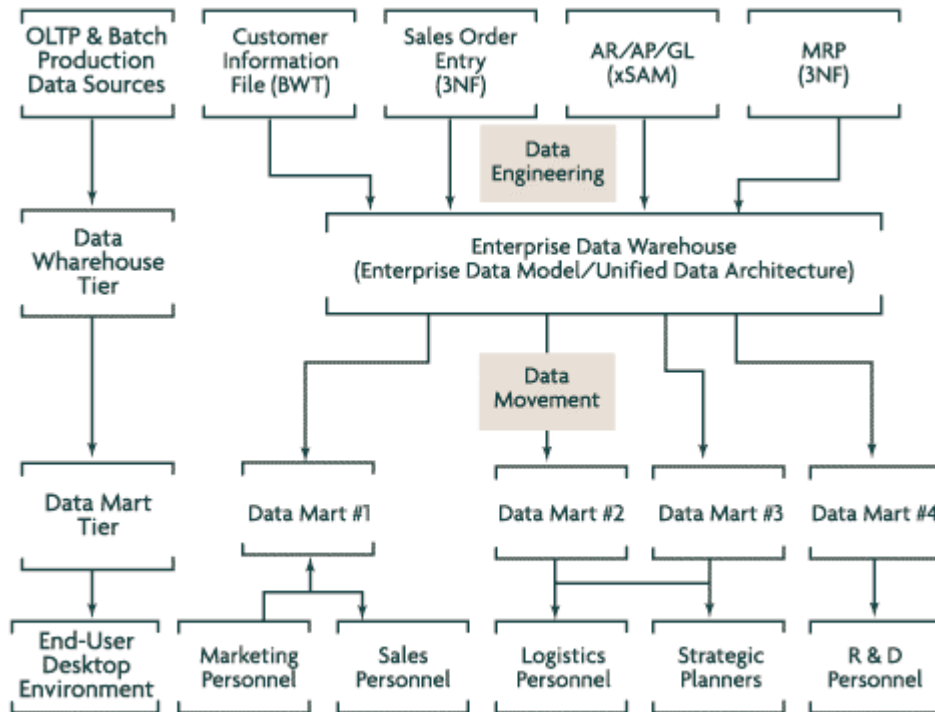 OLTP & Batch
Production
Data Sources
Customer
Information
File (BWT)
Sales Order
Entry
(3NF)
AR/AP/GL
(xSAM)
MRP
(3NF)
Data
Engineering
Data
Wharehouse
Tier
Enterprise Data Warehouse
(Enterprise Data Model/Unified Data Architecture)
Data
Movement
Data Mart
Tier
Data Mart #1
Data Mart #2
Data Mart #3
Data Mart #4
End-User
Desktop
Environment
Marketing
Personnel
Sales
Personnel
Logistics
Personnel
Strategic
Planners
R & D
Personnel